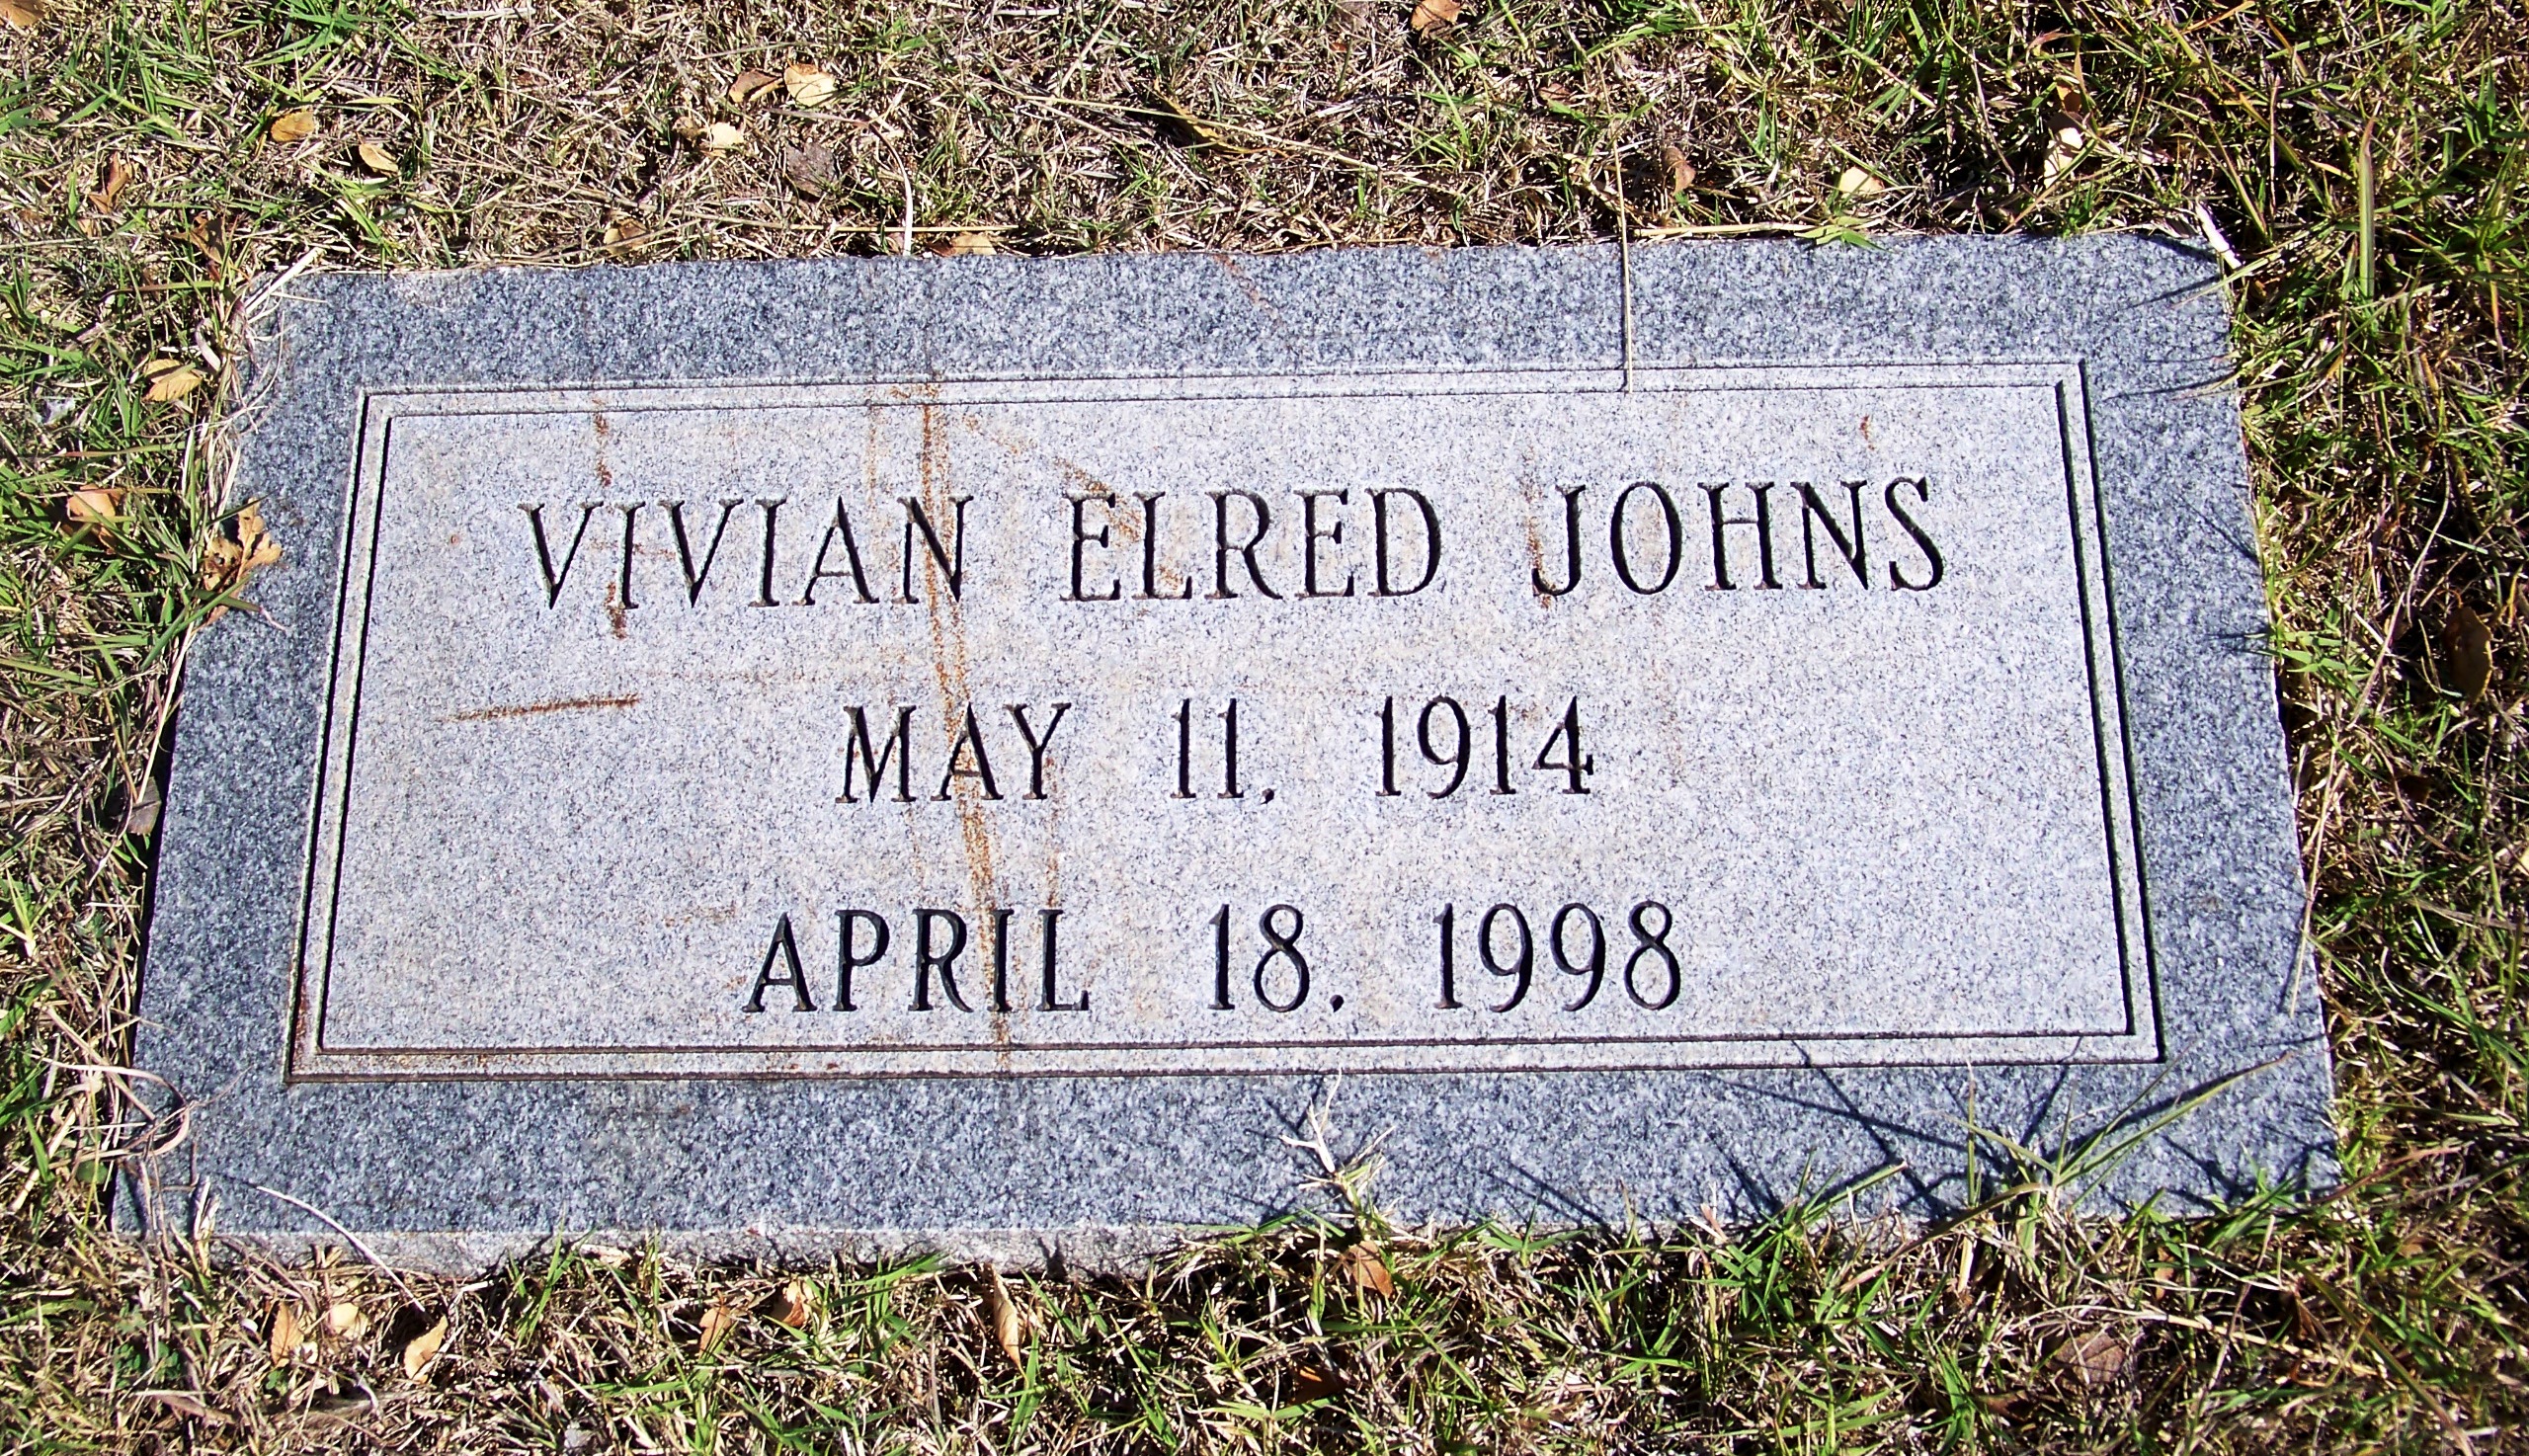 VIVIAN ELRED JOHNS
MAY 11, 1914
APRIL 18, 1998